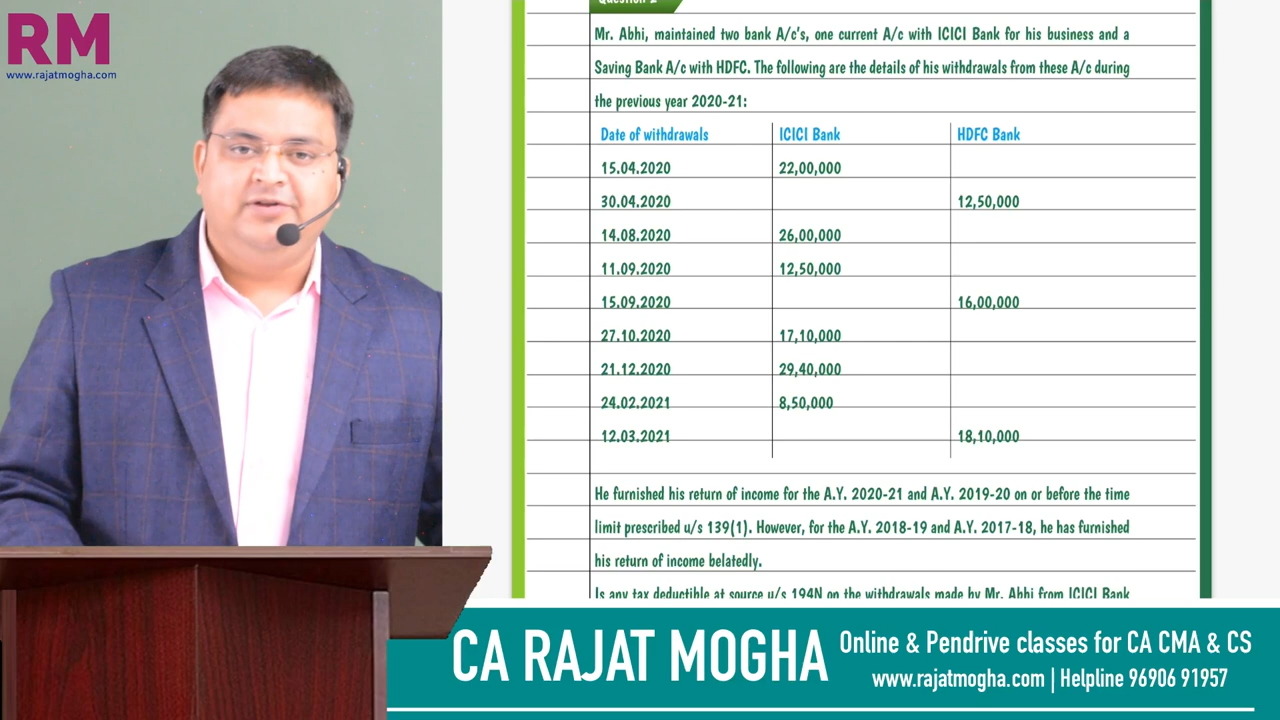 RM
www.rajatmogha.com
Question 2
Mr. Abhi, maintained two bank A/c's, one current A/c with ICICI Bank for his business and a
Saving Bank A/c with HDFC. The following are the details of his withdrawals from these A/c during
the previous year 2020-21:
Date of withdrawals ICICI Bank HDFC Bank
15.04.2020 22,00,000
30.04.2020 12,50,000
14.08.2020 26,00,000
11.09.2020 12,50,000
15.09.2020 16,00,000
27.10.2020 17,10,000
21.12.2020 29,40,000
24.02.2021 8,50,000
12.03.2021 18,10,000
He furnished his return of income for the A.Y. 2020-21 and A.Y. 2019-20 on or before the time
limit prescribed u/s 139(1). However, for the A.Y. 2018-19 and A.Y. 2017-18, he has furnished
his return of income belatedly.
Is any tax deductible at source u/s 194N on the withdrawals made by Mr. Abhi from ICICI Bank
CA RAJAT MOGHA
Online & Pendrive classes for CA CMA & CS
www.rajatmogha.com | Helpline 96906 91957